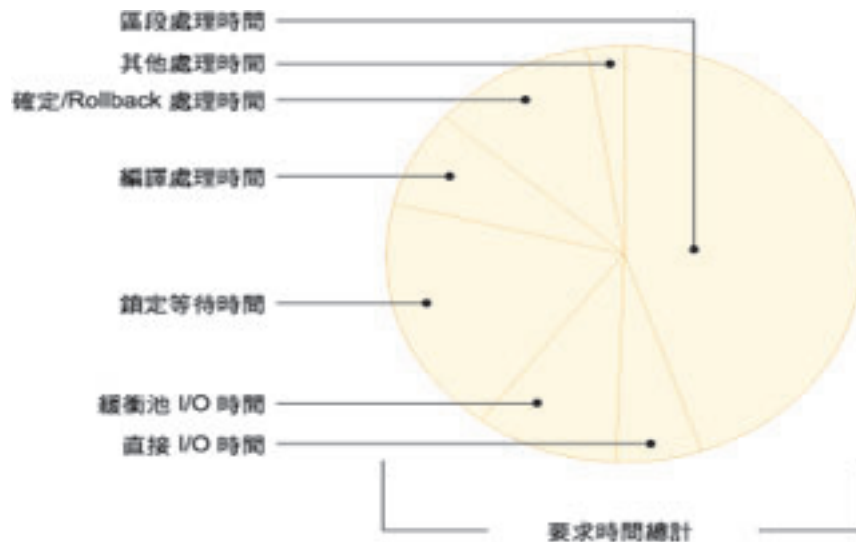 區段處理時間
其他處理時間
確定/Rollback 處理時間
編譯處理時間
鎖定等待時間
緩衝池 I/O 時間
直接 I/O 時間
要求時間總計